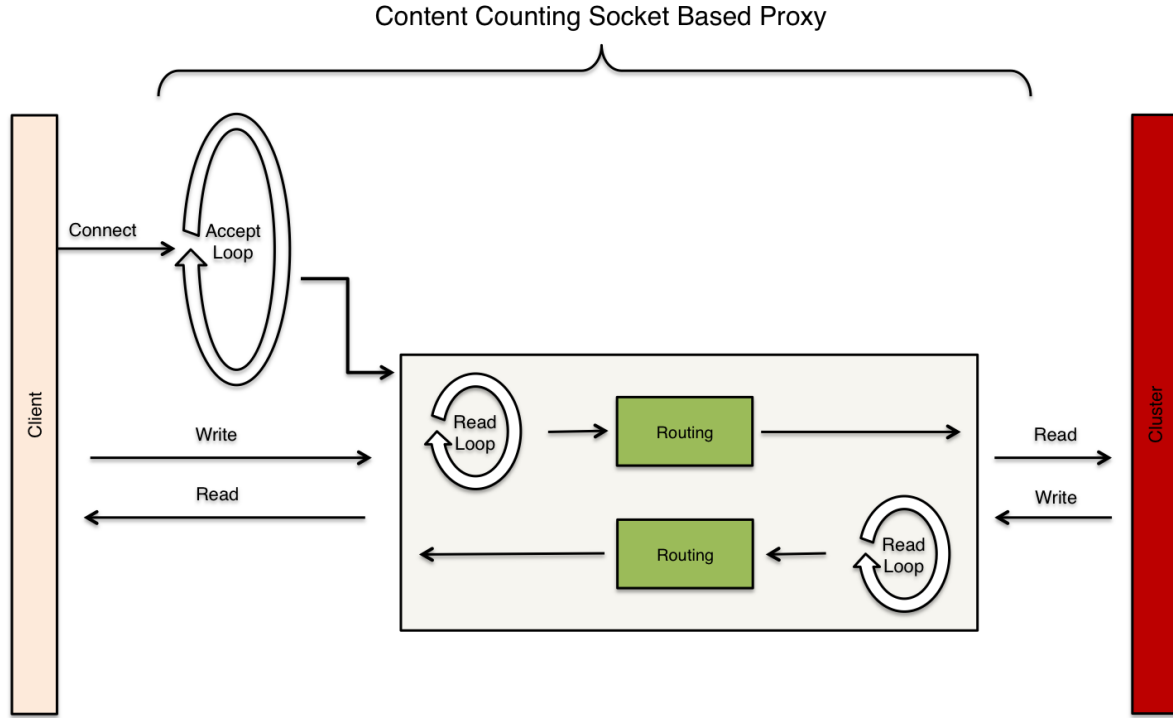 Content Counting Socket Based Proxy
Connect
Accept
Loop
Client
Write
Read
Read
Loop
Routing
Routing
Read
Loop
Read
Write
Cluster